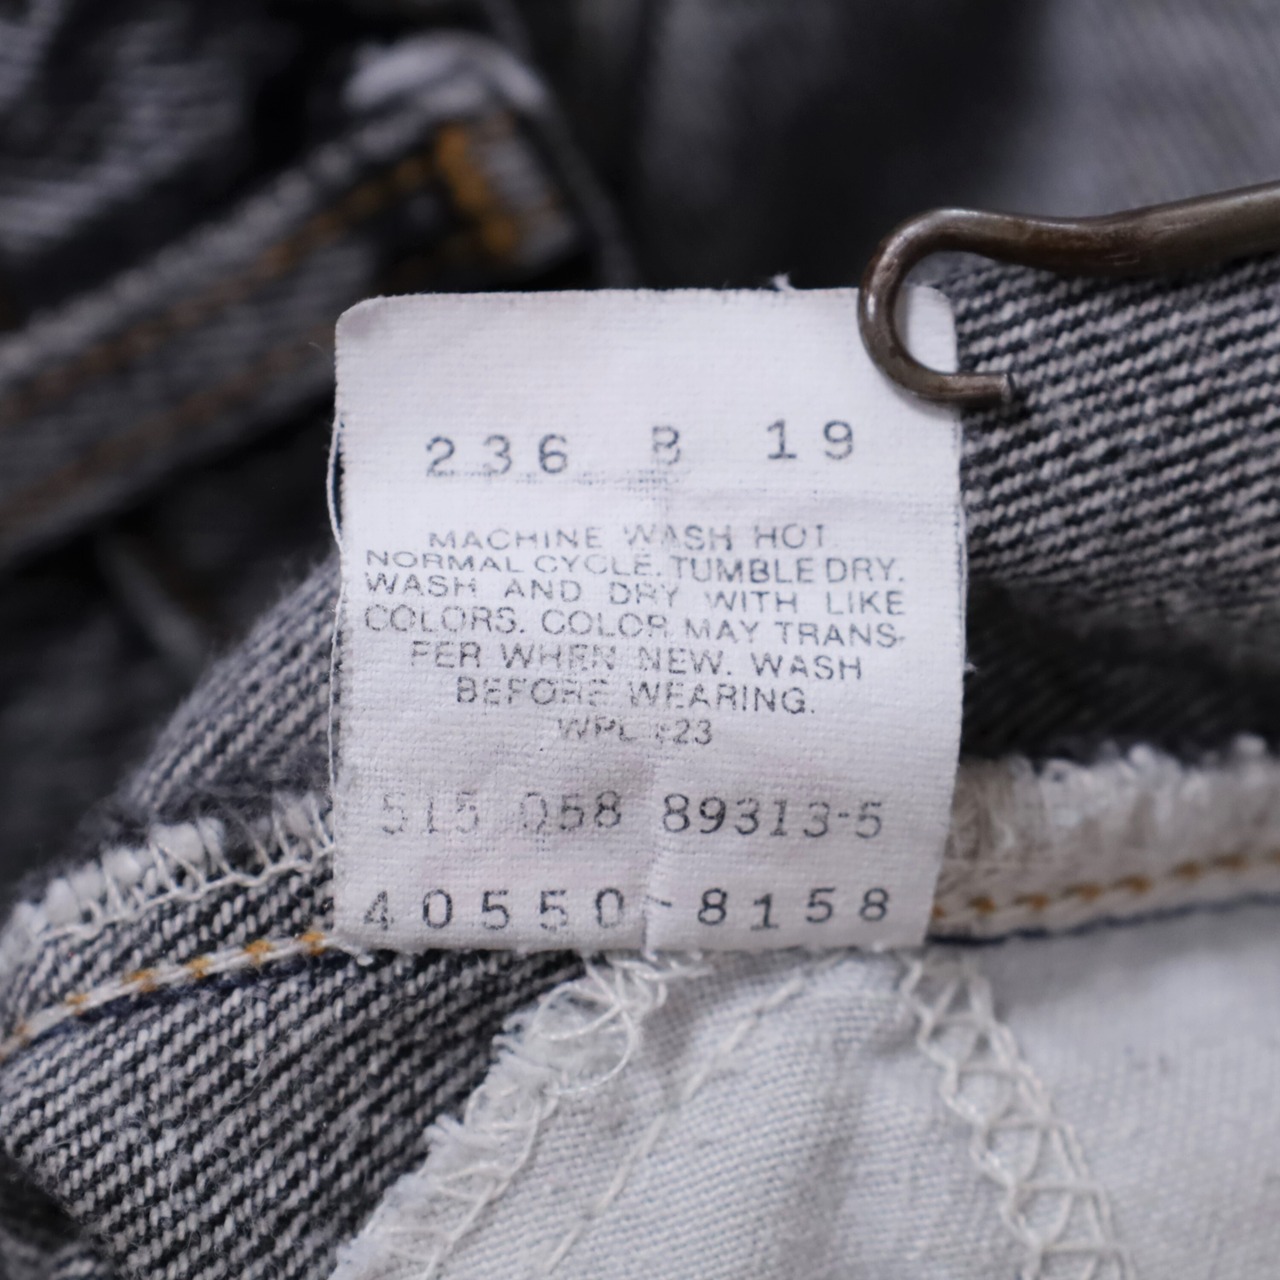 236 B 19
MACHINE WASH HOT
NORMAL CYCLE. TUMBLE DRY.
WASH AND DRY WITH LIKE
COLORS. COLOR MAY TRANS-
FER WHEN NEW. WASH
BEFORE WEARING.
WPL 423
515 058 89313-5
40550-8158